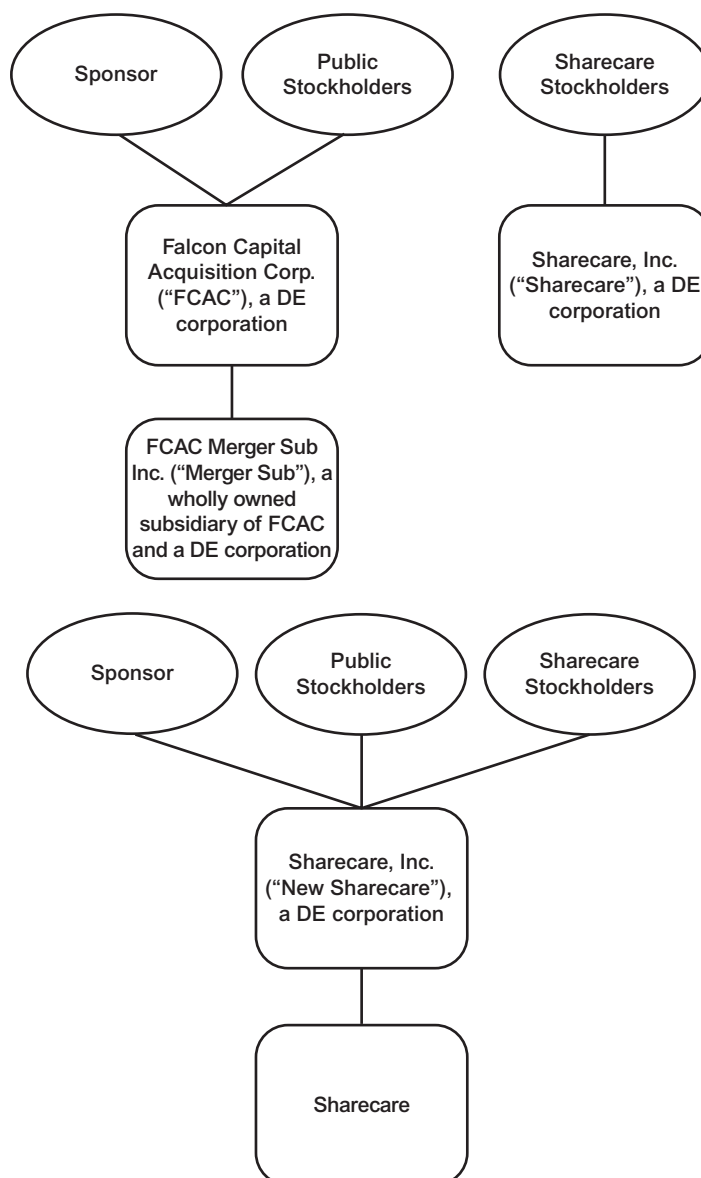 Sponsor
Public
Stockholders
Sharecare
Stockholders
Falcon Capital
Acquisition Corp.
(“FCAC”), a DE
corporation
Sharecare, Inc.
(“Sharecare”), a DE
corporation
FCAC Merger Sub
Inc. (“Merger Sub”), a
wholly owned
subsidiary of FCAC
and a DE corporation
Sponsor
Public
Stockholders
Sharecare
Stockholders
Sharecare, Inc.
(“New Sharecare”),
a DE corporation
Sharecare